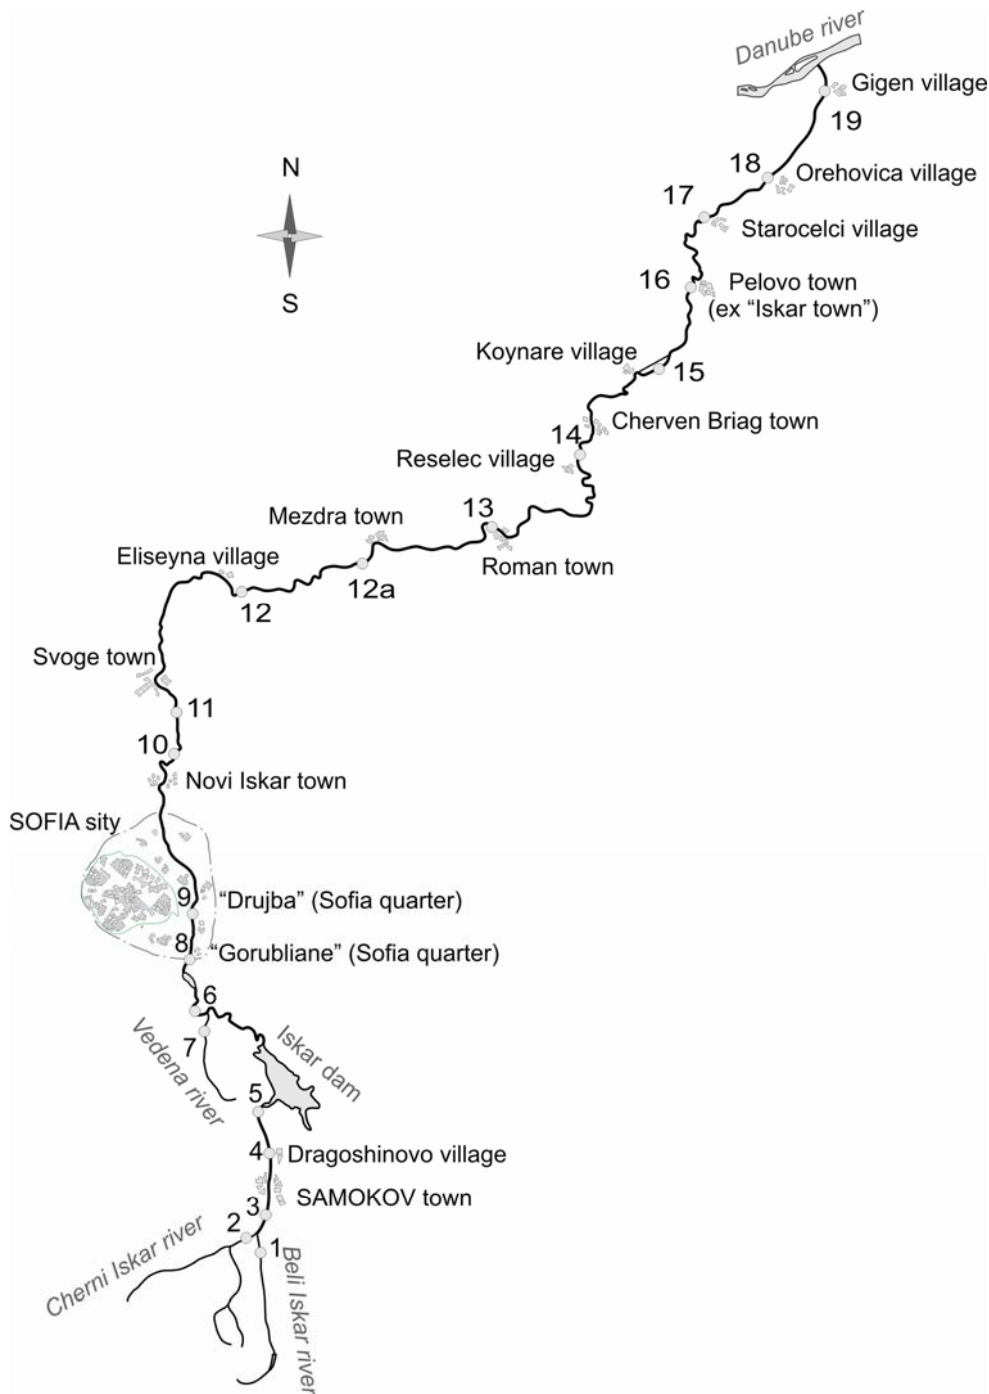 Danube river
Gigen village
19
18
Orehovica village
17
Starocelci village
N
S
16
Pelovo town
(ex "Iskar town")
Koynare village
15
Cherven Briag town
14
Reselec village
13
Mezdra town
Roman town
Eliseyna village
12a
12
Svoge town
11
10
Novi Iskar town
SOFIA sity
9
"Drujba" (Sofia quarter)
8
"Gorubliane" (Sofia quarter)
6
7
Vedena river
Iskar dam
5
4
Dragoshinovo village
SAMOKOV town
3
2
1
Cherni Iskar river
Beli Iskar river